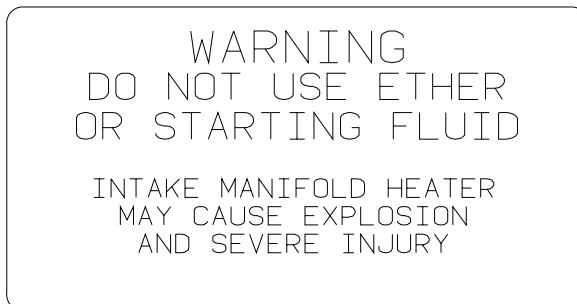 WARNING
DO NOT USE ETHER
OR STARTING FLUID
INTAKE MANIFOLD HEATER
MAY CAUSE EXPLOSION
AND SEVERE INJURY